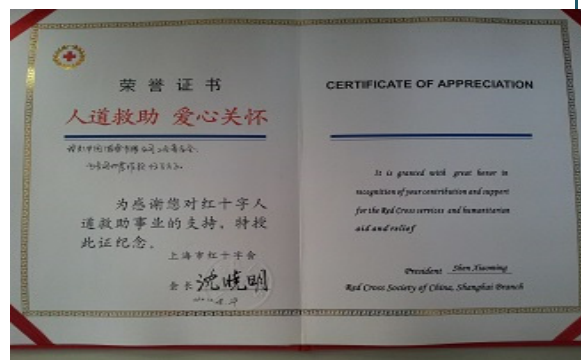 荣誉证书
人道救助 爱心关怀
为感谢您对红十字人
道救助事业的支持，特授
此证纪念。
上海市红十字会
会长 沈晓明
CERTIFICATE OF APPRECIATION
It is granted with great honor in
recognition of your contribution and support
for the Red Cross services and humanitarian
aid and relief
President Shen Xiaoming
Red Cross Society of China, Shanghai Branch